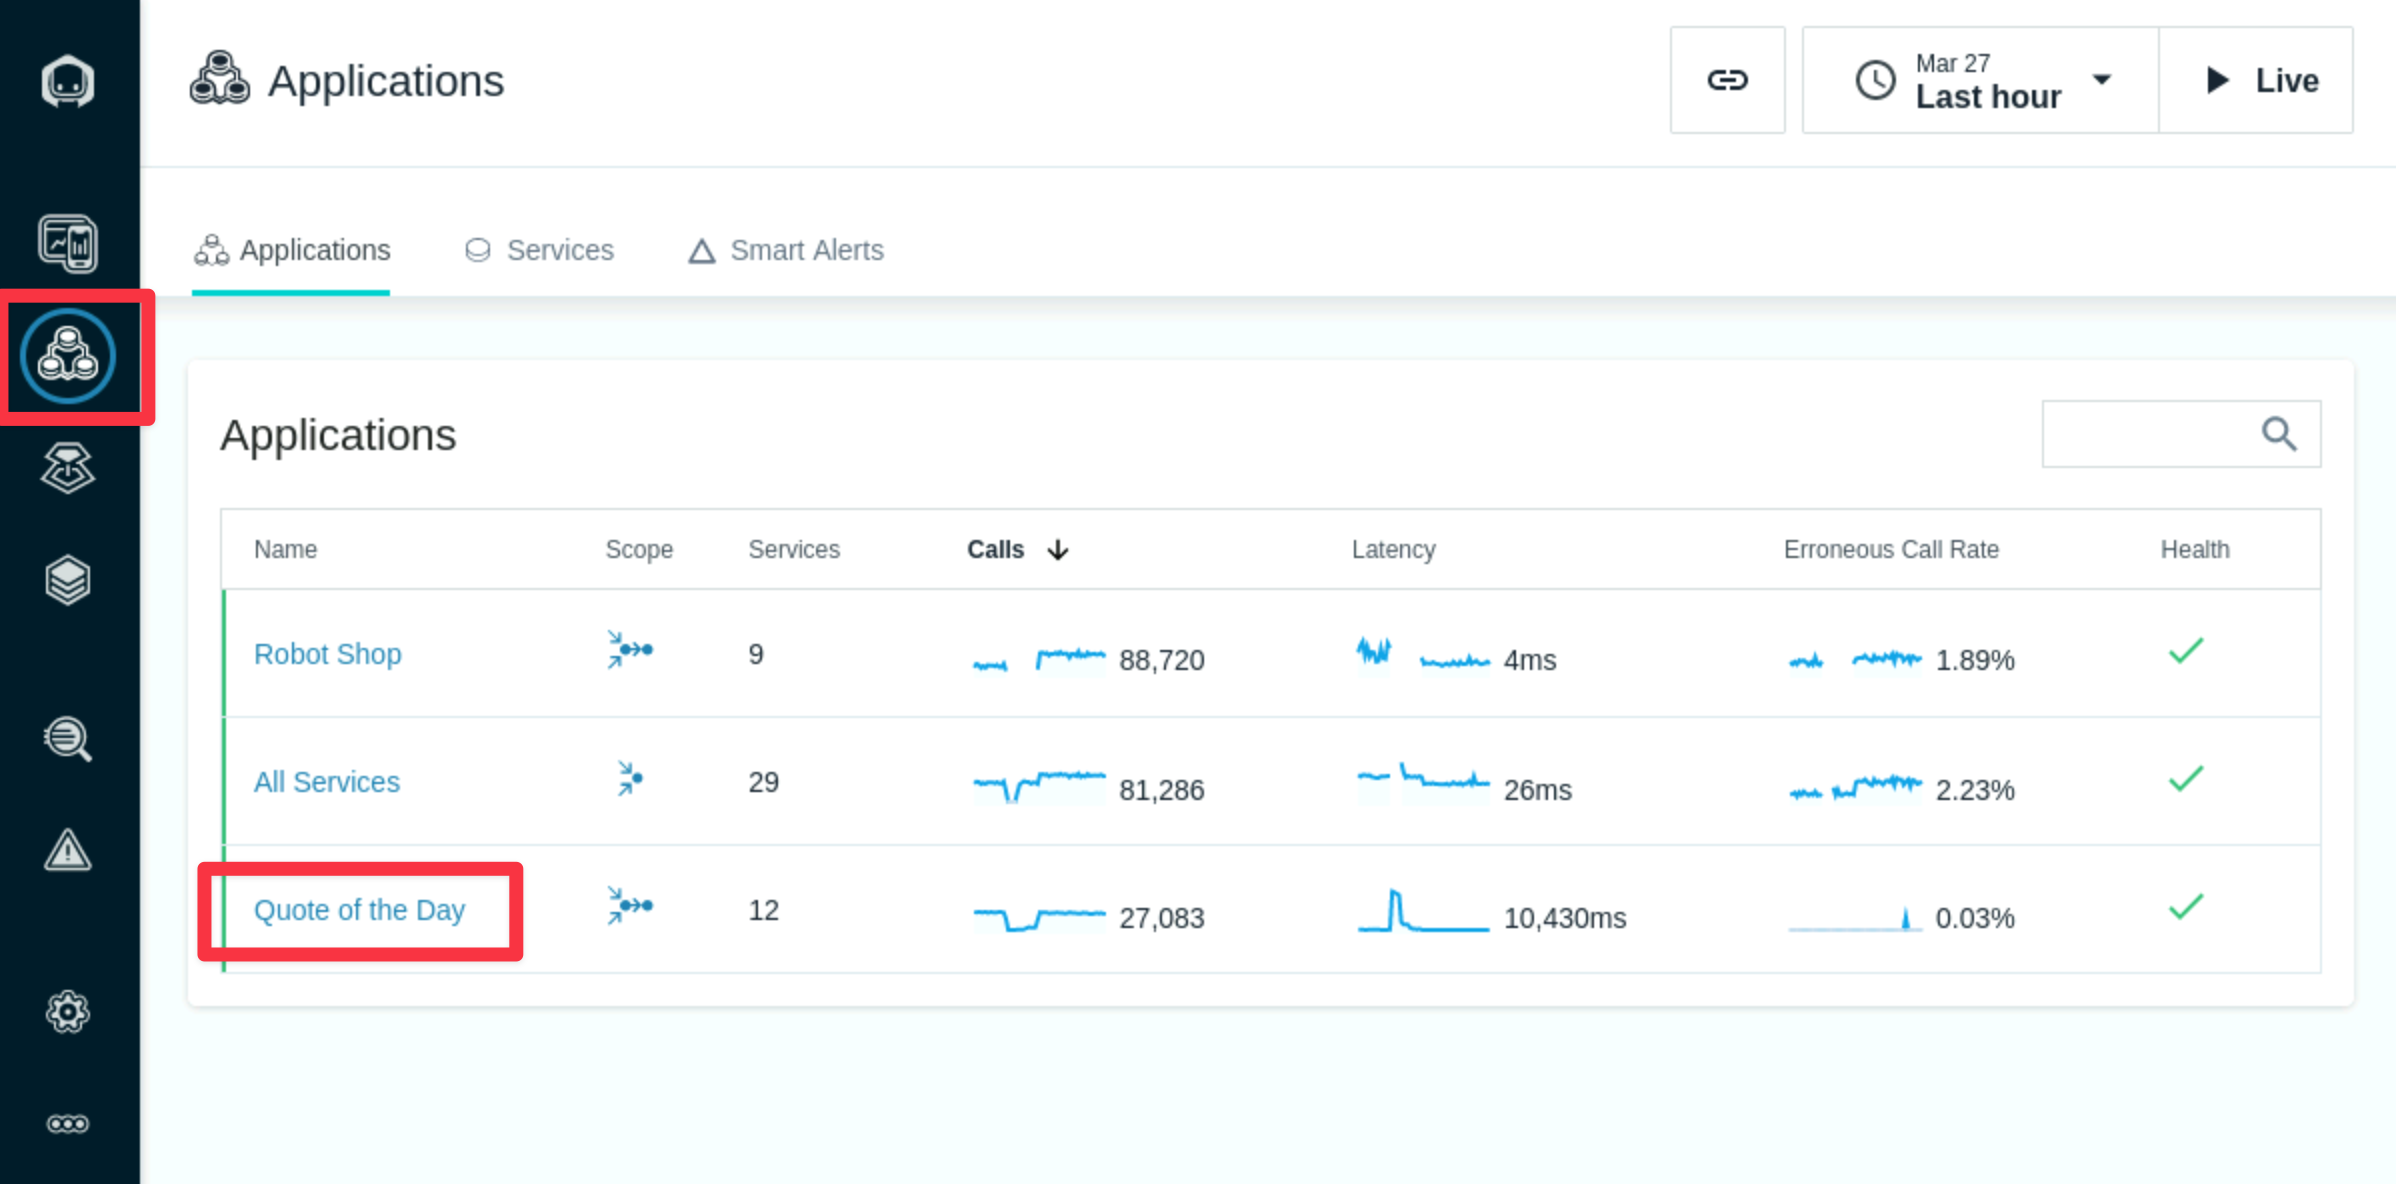 Applications
Mar 27
Last hour
Live
Applications
Services
Smart Alerts
Applications
Name Scope Services Calls Latency Erroneous Call Rate Health
Robot Shop 9 88,720 4ms 1.89%
All Services 29 81,286 26ms 2.23%
Quote of the Day 12 27,083 10,430ms 0.03%